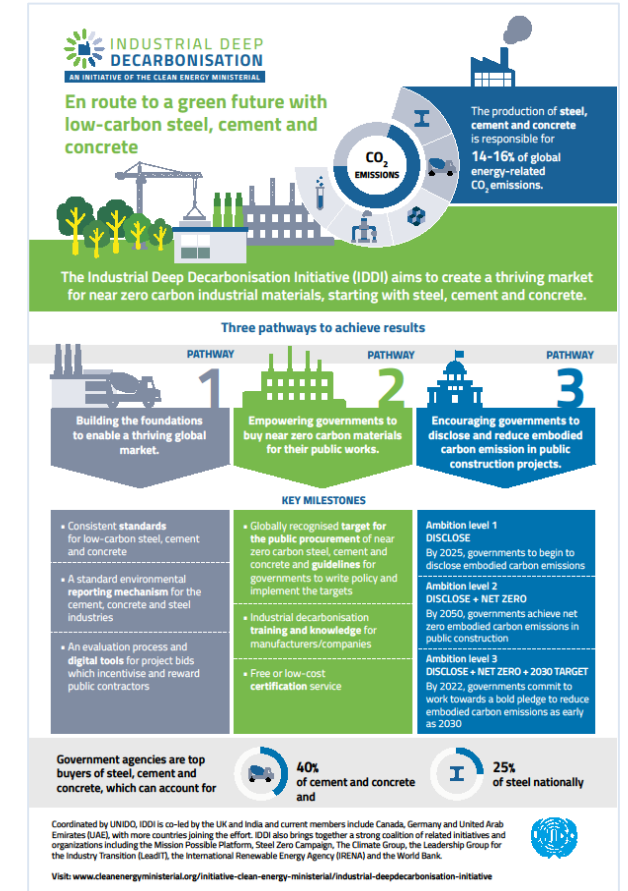 INDUSTRIAL DEEP
DECARBONISATION
AN INITIATIVE OF THE CLEAN ENERGY MINISTERIAL
En route to a green future with
low-carbon steel, cement and
concrete
CO2
EMISSIONS
The production of steel,
cement and concrete
is responsible for
14-16% of global
energy-related
CO2 emissions.
The Industrial Deep Decarbonisation Initiative (IDDI) aims to create a thriving market
for near zero carbon industrial materials, starting with steel, cement and concrete.
Three pathways to achieve results
PATHWAY
1
Building the foundations
to enable a thriving global
market.
PATHWAY
2
Empowering governments to
buy near zero carbon materials
for their public works.
PATHWAY
3
Encouraging governments to
disclose and reduce embodied
carbon emission in public
construction projects.
KEY MILESTONES
▪ Consistent standards
for low-carbon steel, cement
and concrete
▪ A standard environmental
reporting mechanism for the
cement, concrete and steel
industries
▪ An evaluation process and
digital tools for project bids
which incentivise and reward
public contractors
▪ Globally recognised target for
the public procurement of near
zero carbon steel, cement and
concrete and guidelines for
governments to write policy and
implement the targets
▪ Industrial decarbonisation
training and knowledge for
manufacturers/companies
▪ Free or low-cost
certification service
Ambition level 1
DISCLOSE
By 2025, governments to begin to
disclose embodied carbon emissions
Ambition level 2
DISCLOSE + NET ZERO
By 2050, governments achieve net
zero embodied carbon emissions in
public construction
Ambition level 3
DISCLOSE + NET ZERO + 2030 TARGET
By 2022, governments commit to
work towards a bold pledge to reduce
embodied carbon emissions as early
as 2030
Government agencies are top
buyers of steel, cement and
concrete, which can account for
40%
of cement and concrete
and
25%
of steel nationally
Coordinated by UNIDO, IDDI is co-led by the UK and India and current members include Canada, Germany and United Arab
Emirates (UAE), with more countries joining the effort. IDDI also brings together a strong coalition of related initiatives and
organizations including the Mission Possible Platform, Steel Zero Campaign, The Climate Group, the Leadership Group for
the Industry Transition (LeadIT), the International Renewable Energy Agency (IRENA) and the World Bank.
Visit: www.cleanenergyministerial.org/initiative-clean-energy-ministerial/industrial-deepdecarbonisation-initiative